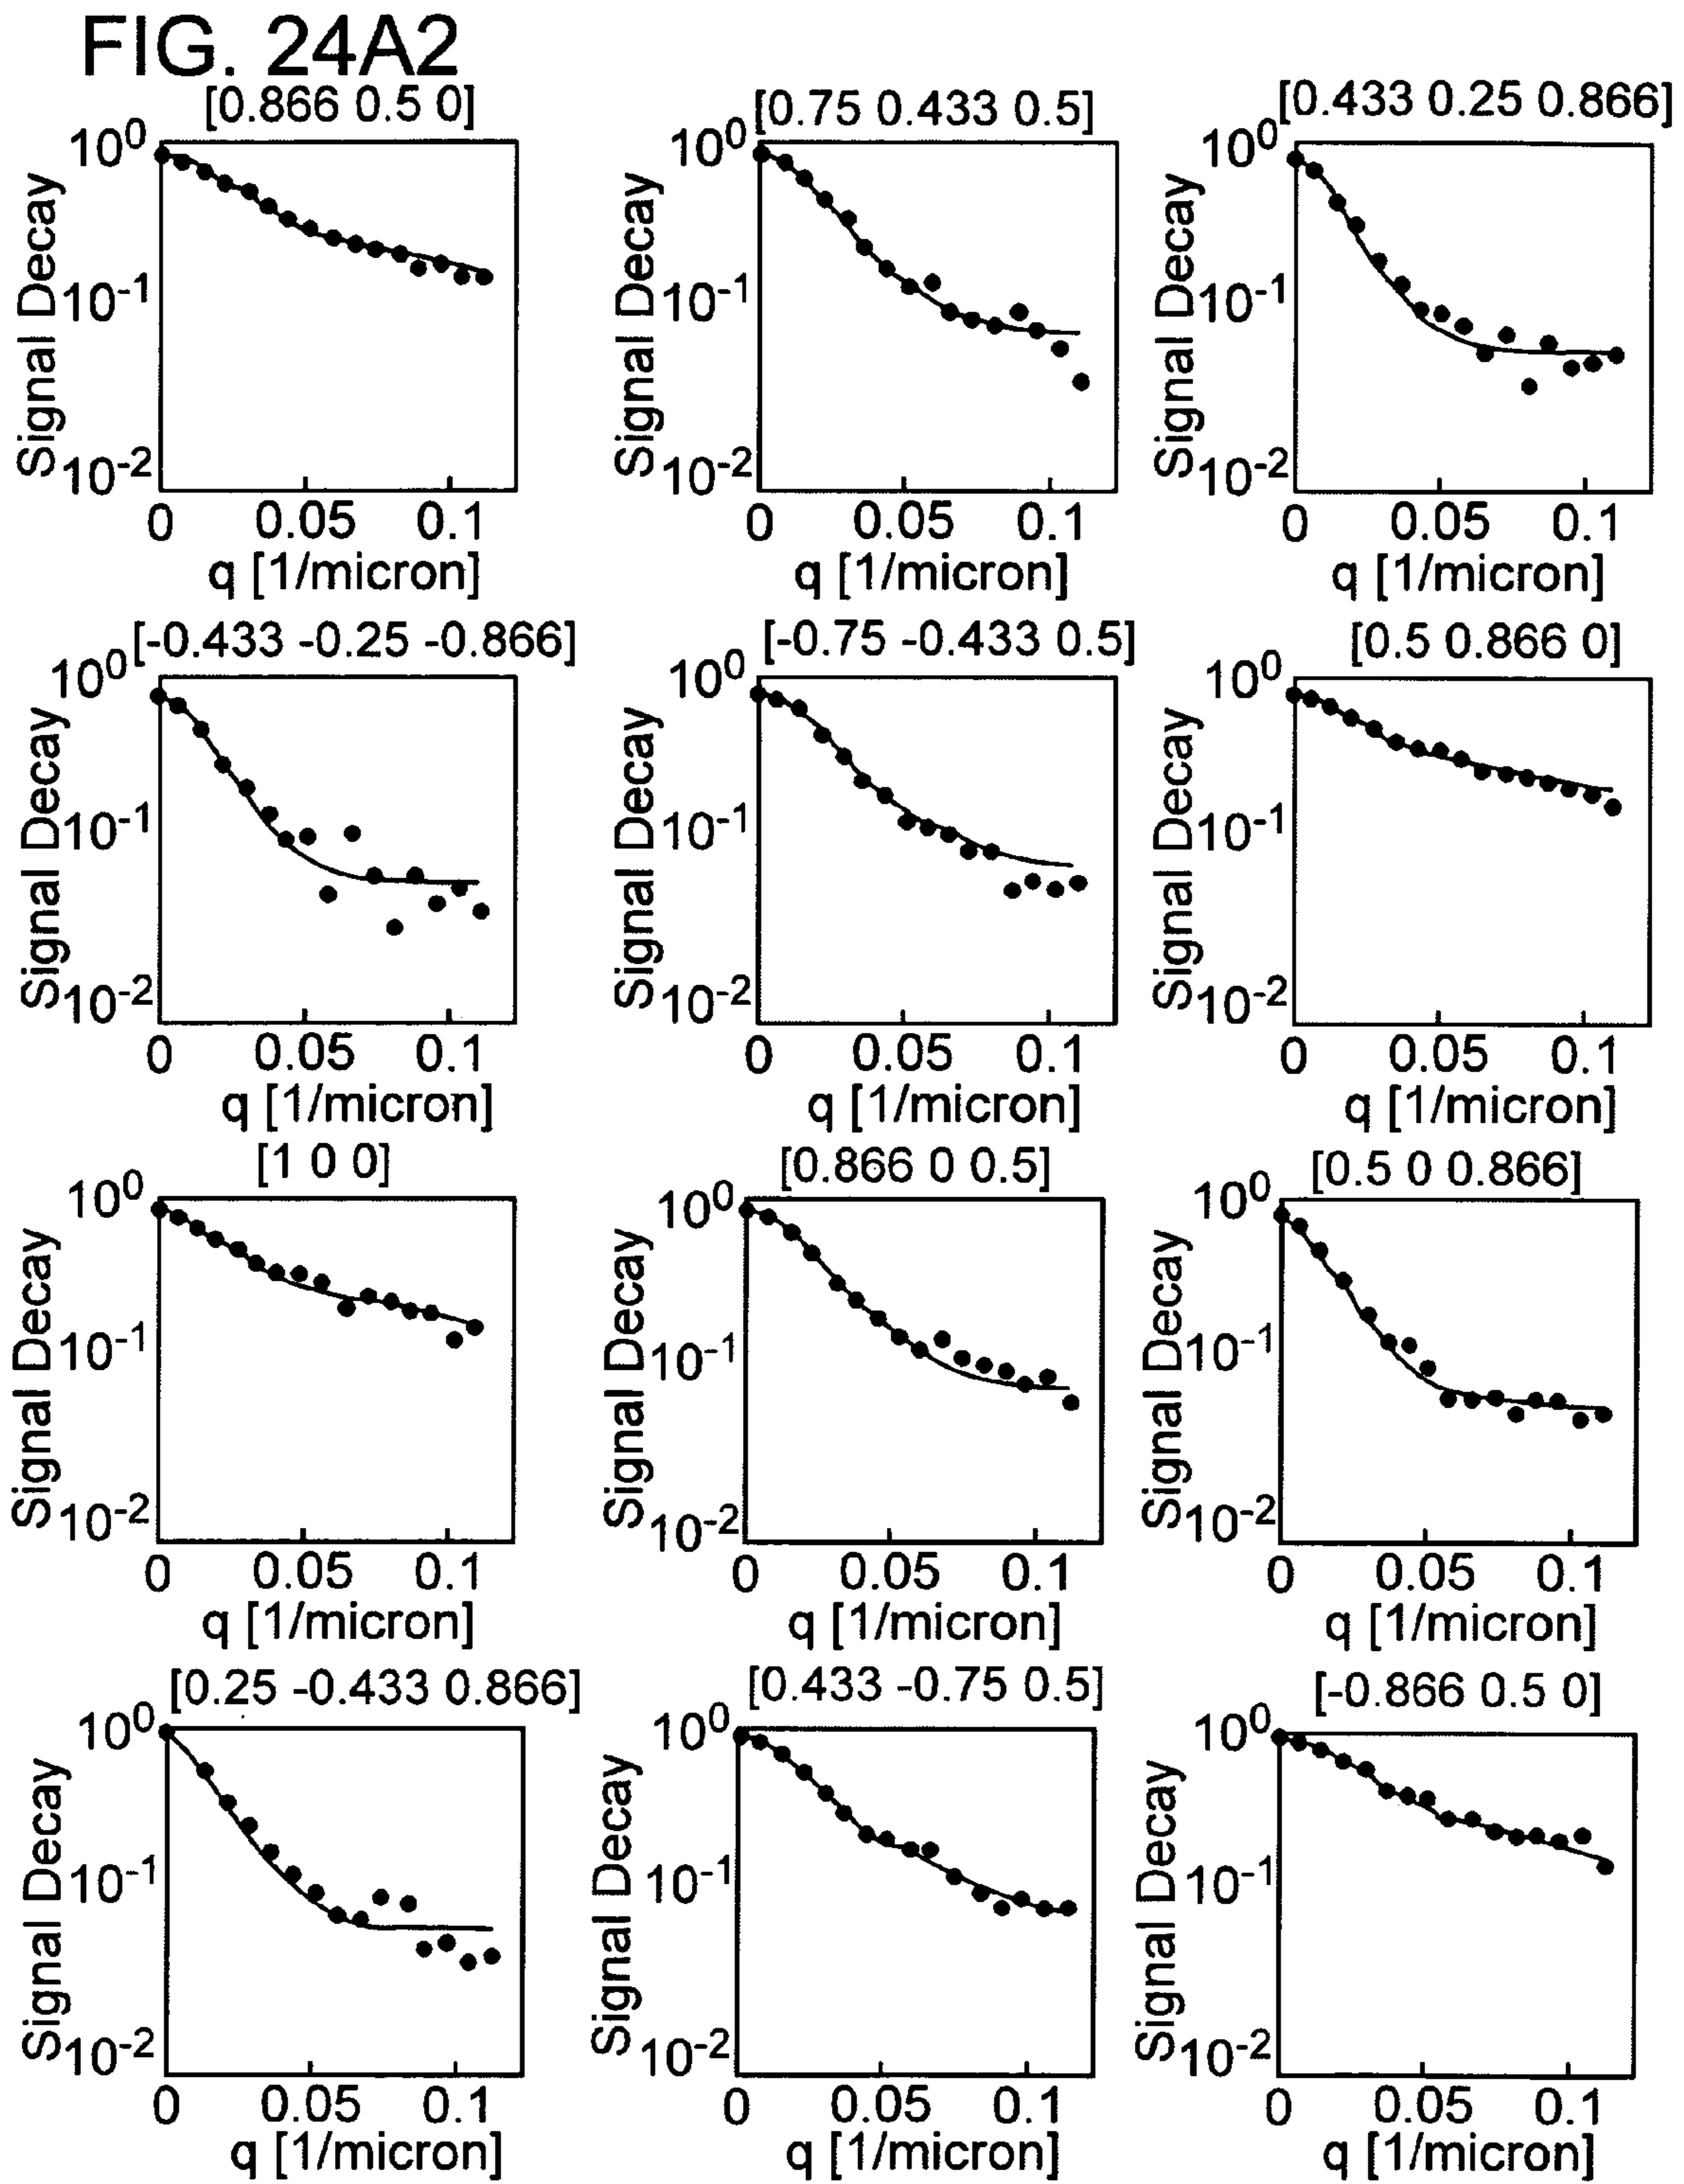 FIG. 24A2
[0.866 0.5 0] [0.75 0.433 0.5] [0.433 0.25 0.866]
10^0 10^0 10^0
Signal Decay Signal Decay Signal Decay
10^-1 10^-1 10^-1
10^-2 10^-2 10^-2
0 0.05 0.1 0 0.05 0.1 0 0.05 0.1
q [1/micron] q [1/micron] q [1/micron]
[-0.433 -0.25 -0.866] [-0.75 -0.433 0.5] [0.5 0.866 0]
10^0 10^0 10^0
Signal Decay Signal Decay Signal Decay
10^-1 10^-1 10^-1
10^-2 10^-2 10^-2
0 0.05 0.1 0 0.05 0.1 0 0.05 0.1
q [1/micron] q [1/micron] q [1/micron]
[1 0 0] [0.866 0 0.5] [0.5 0 0.866]
10^0 10^0 10^0
Signal Decay Signal Decay Signal Decay
10^-1 10^-1 10^-1
10^-2 10^-2 10^-2
0 0.05 0.1 0 0.05 0.1 0 0.05 0.1
q [1/micron] q [1/micron] q [1/micron]
[0.25 -0.433 0.866] [0.433 -0.75 0.5] [-0.866 0.5 0]
10^0 10^0 10^0
Signal Decay Signal Decay Signal Decay
10^-1 10^-1 10^-1
10^-2 10^-2 10^-2
0 0.05 0.1 0 0.05 0.1 0 0.05 0.1
q [1/micron] q [1/micron] q [1/micron]